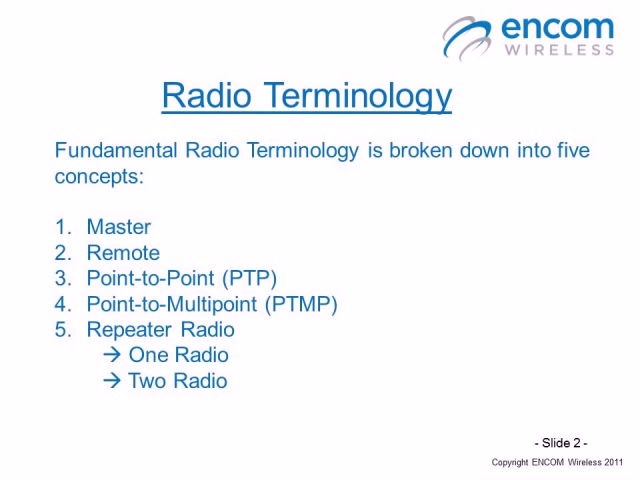 encom
WIRELESS
Radio Terminology
Fundamental Radio Terminology is broken down into five
concepts:
1. Master
2. Remote
3. Point-to-Point (PTP)
4. Point-to-Multipoint (PTMP)
5. Repeater Radio
→ One Radio
→ Two Radio
- Slide 2 -
Copyright ENCOM Wireless 2011